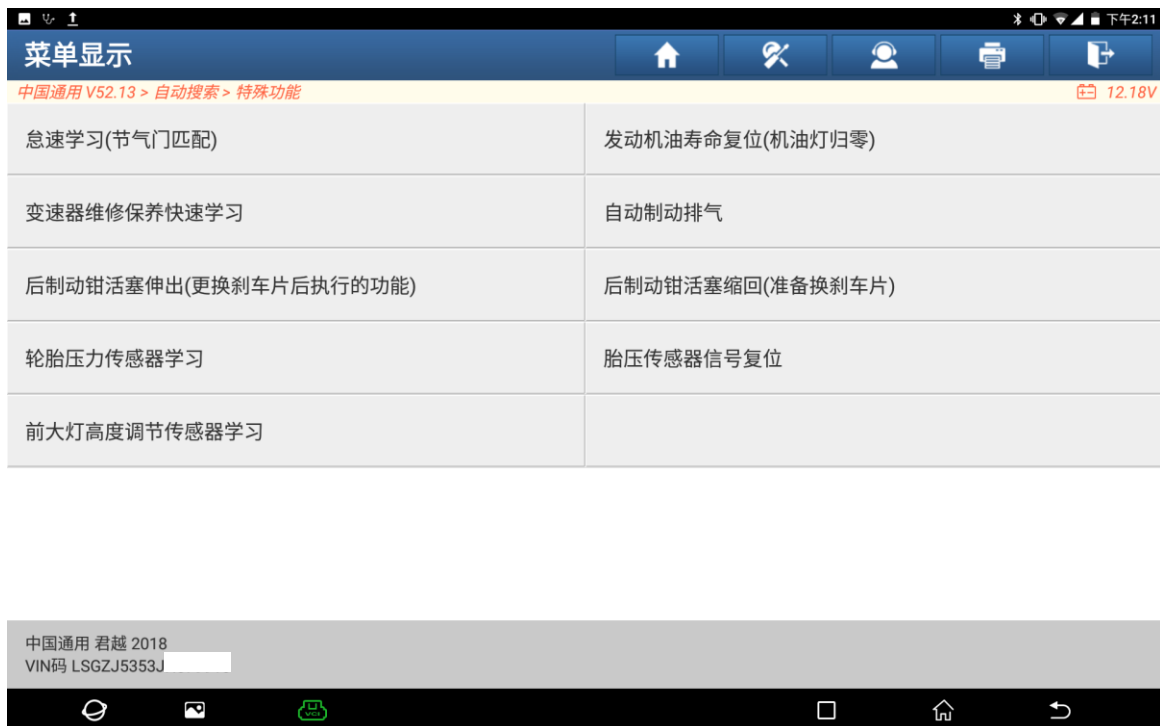 下午2:11
菜单显示
中国通用 V52.13 > 自动搜索 > 特殊功能
12.18V
怠速学习(节气门匹配)
发动机油寿命复位(机油灯归零)
变速器维修保养快速学习
自动制动排气
后制动钳活塞伸出(更换刹车片后执行的功能)
后制动钳活塞缩回(准备换刹车片)
轮胎压力传感器学习
胎压传感器信号复位
前大灯高度调节传感器学习
中国通用 君越 2018
VIN码 LSGZJ5353J
VCI